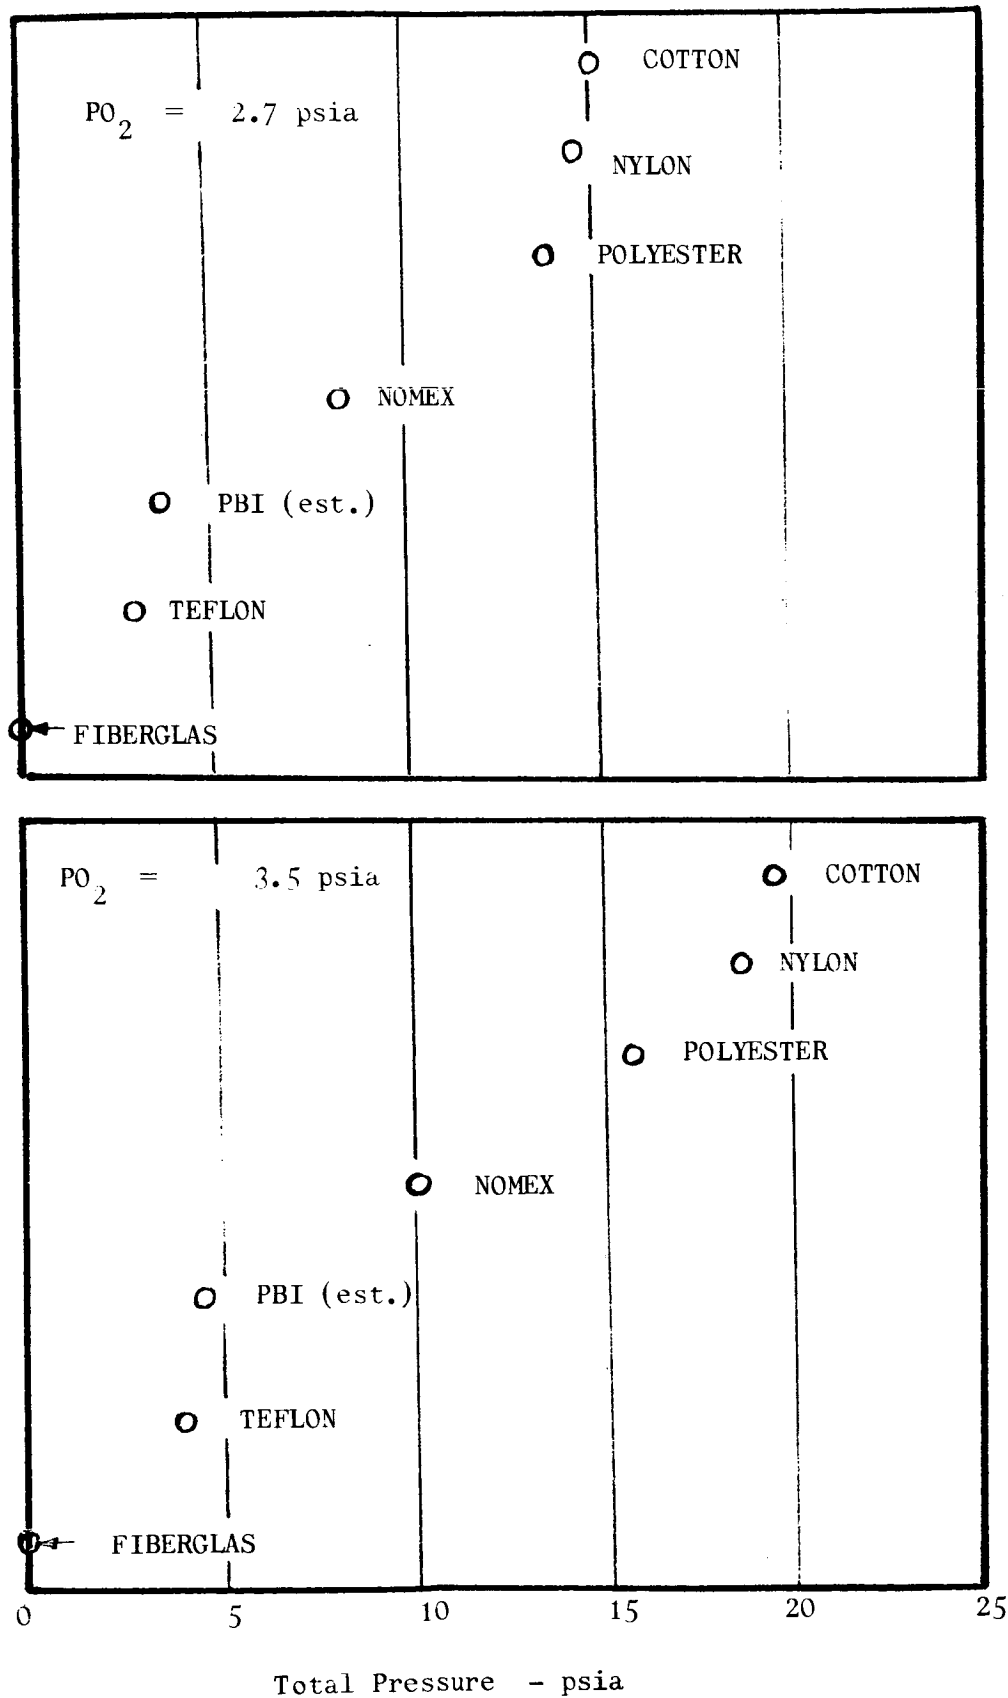 COTTON
PO2 = 2.7 psia
NYLON
POLYESTER
NOMEX
PBI (est.)
TEFLON
FIBERGLAS
PO2 = 3.5 psia
COTTON
NYLON
POLYESTER
NOMEX
PBI (est.)
TEFLON
FIBERGLAS
0 5 10 15 20 25
Total Pressure - psia